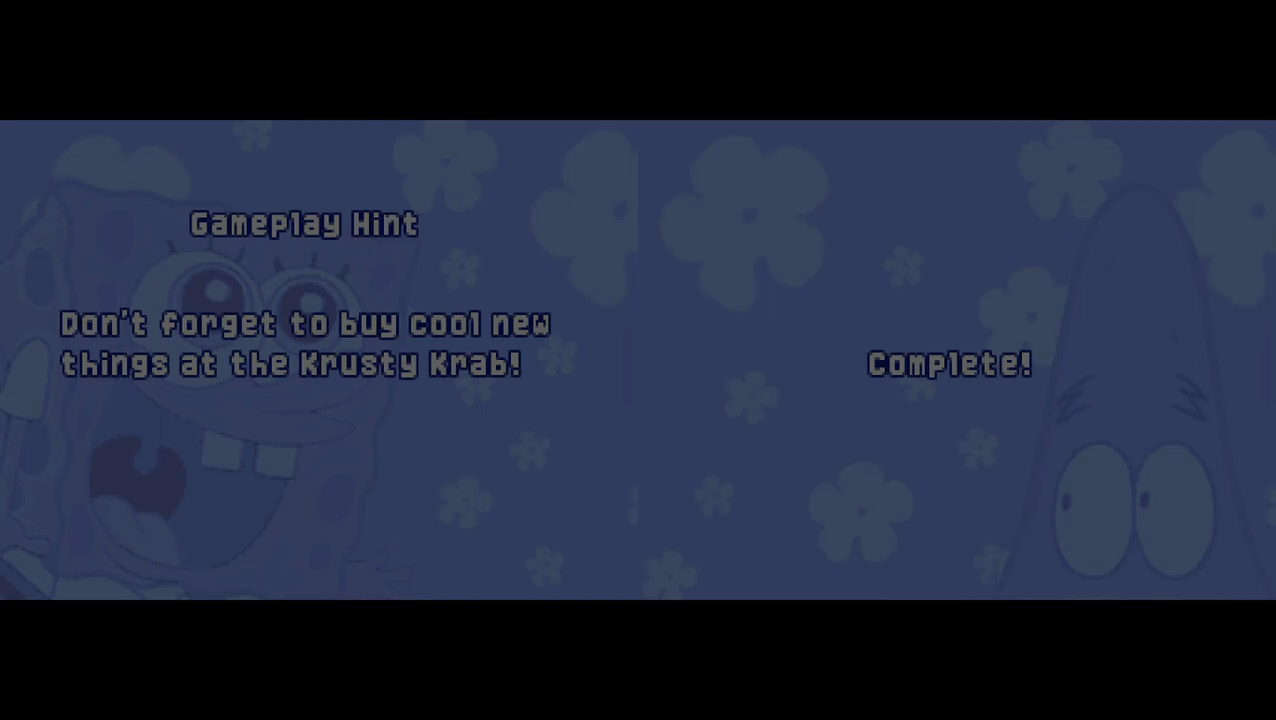 Gameplay Hint
Don't forget to buy cool new
things at the Krusty Krab!
Complete!